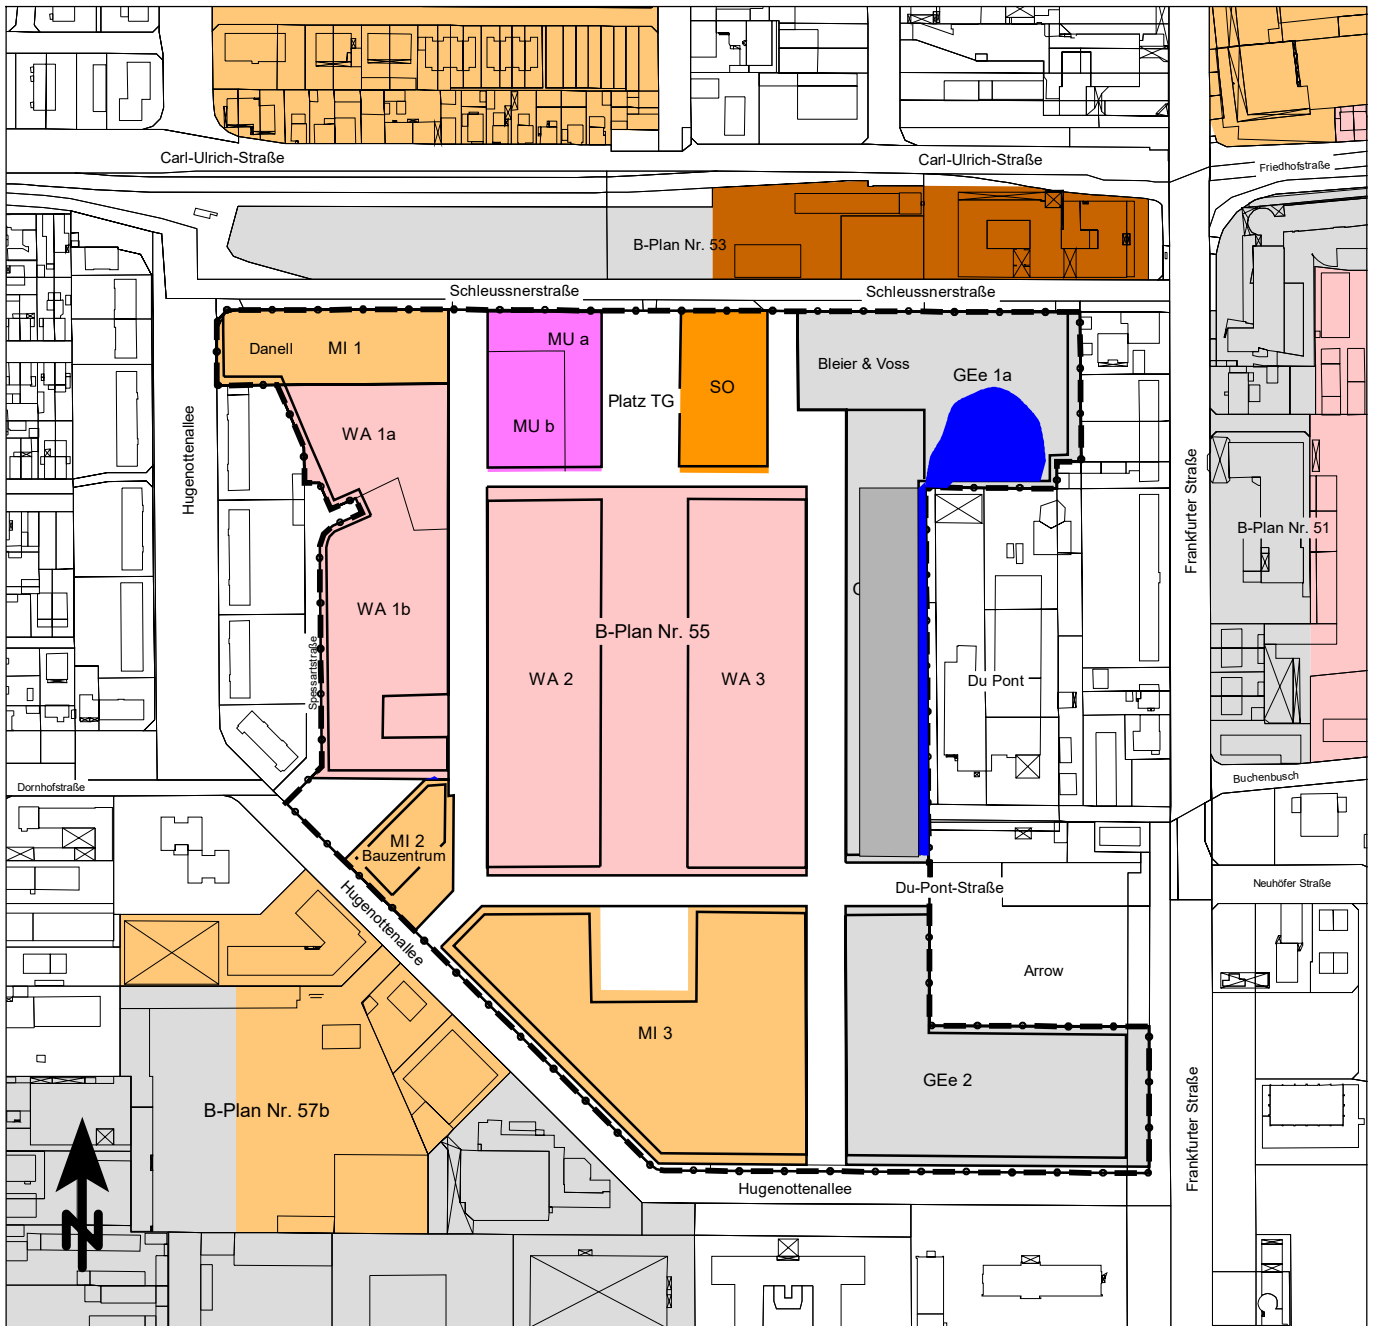 Carl-Ulrich-Straße
Carl-Ulrich-Straße
Friedhofstraße
B-Plan Nr. 53
Schleussnerstraße
Schleussnerstraße
Danell
MI 1
MU a
Bleier & Voss
GEe 1a
SO
Platz TG
Hugenottenallee
WA 1a
MU b
Frankfurter Straße
B-Plan Nr. 51
WA 1b
B-Plan Nr. 55
Spessartstraße
WA 2
WA 3
Du Pont
Dornhofstraße
Buchenbusch
MI 2
Bauzentrum
Hugenottenallee
Du-Pont-Straße
Neuhöfer Straße
Arrow
MI 3
GEe 2
B-Plan Nr. 57b
Frankfurter Straße
N
Hugenottenallee